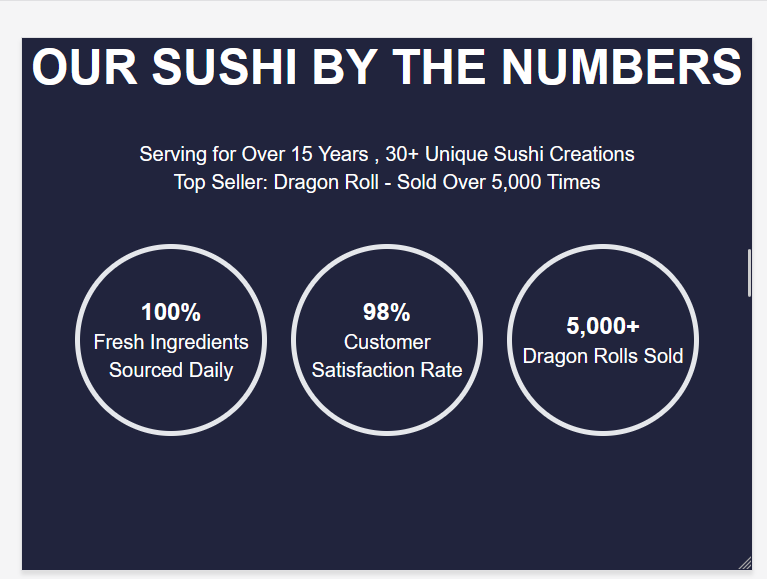 OUR SUSHI BY THE NUMBERS
Serving for Over 15 Years , 30+ Unique Sushi Creations
Top Seller: Dragon Roll - Sold Over 5,000 Times
100%
Fresh Ingredients
Sourced Daily
98%
Customer
Satisfaction Rate
5,000+
Dragon Rolls Sold